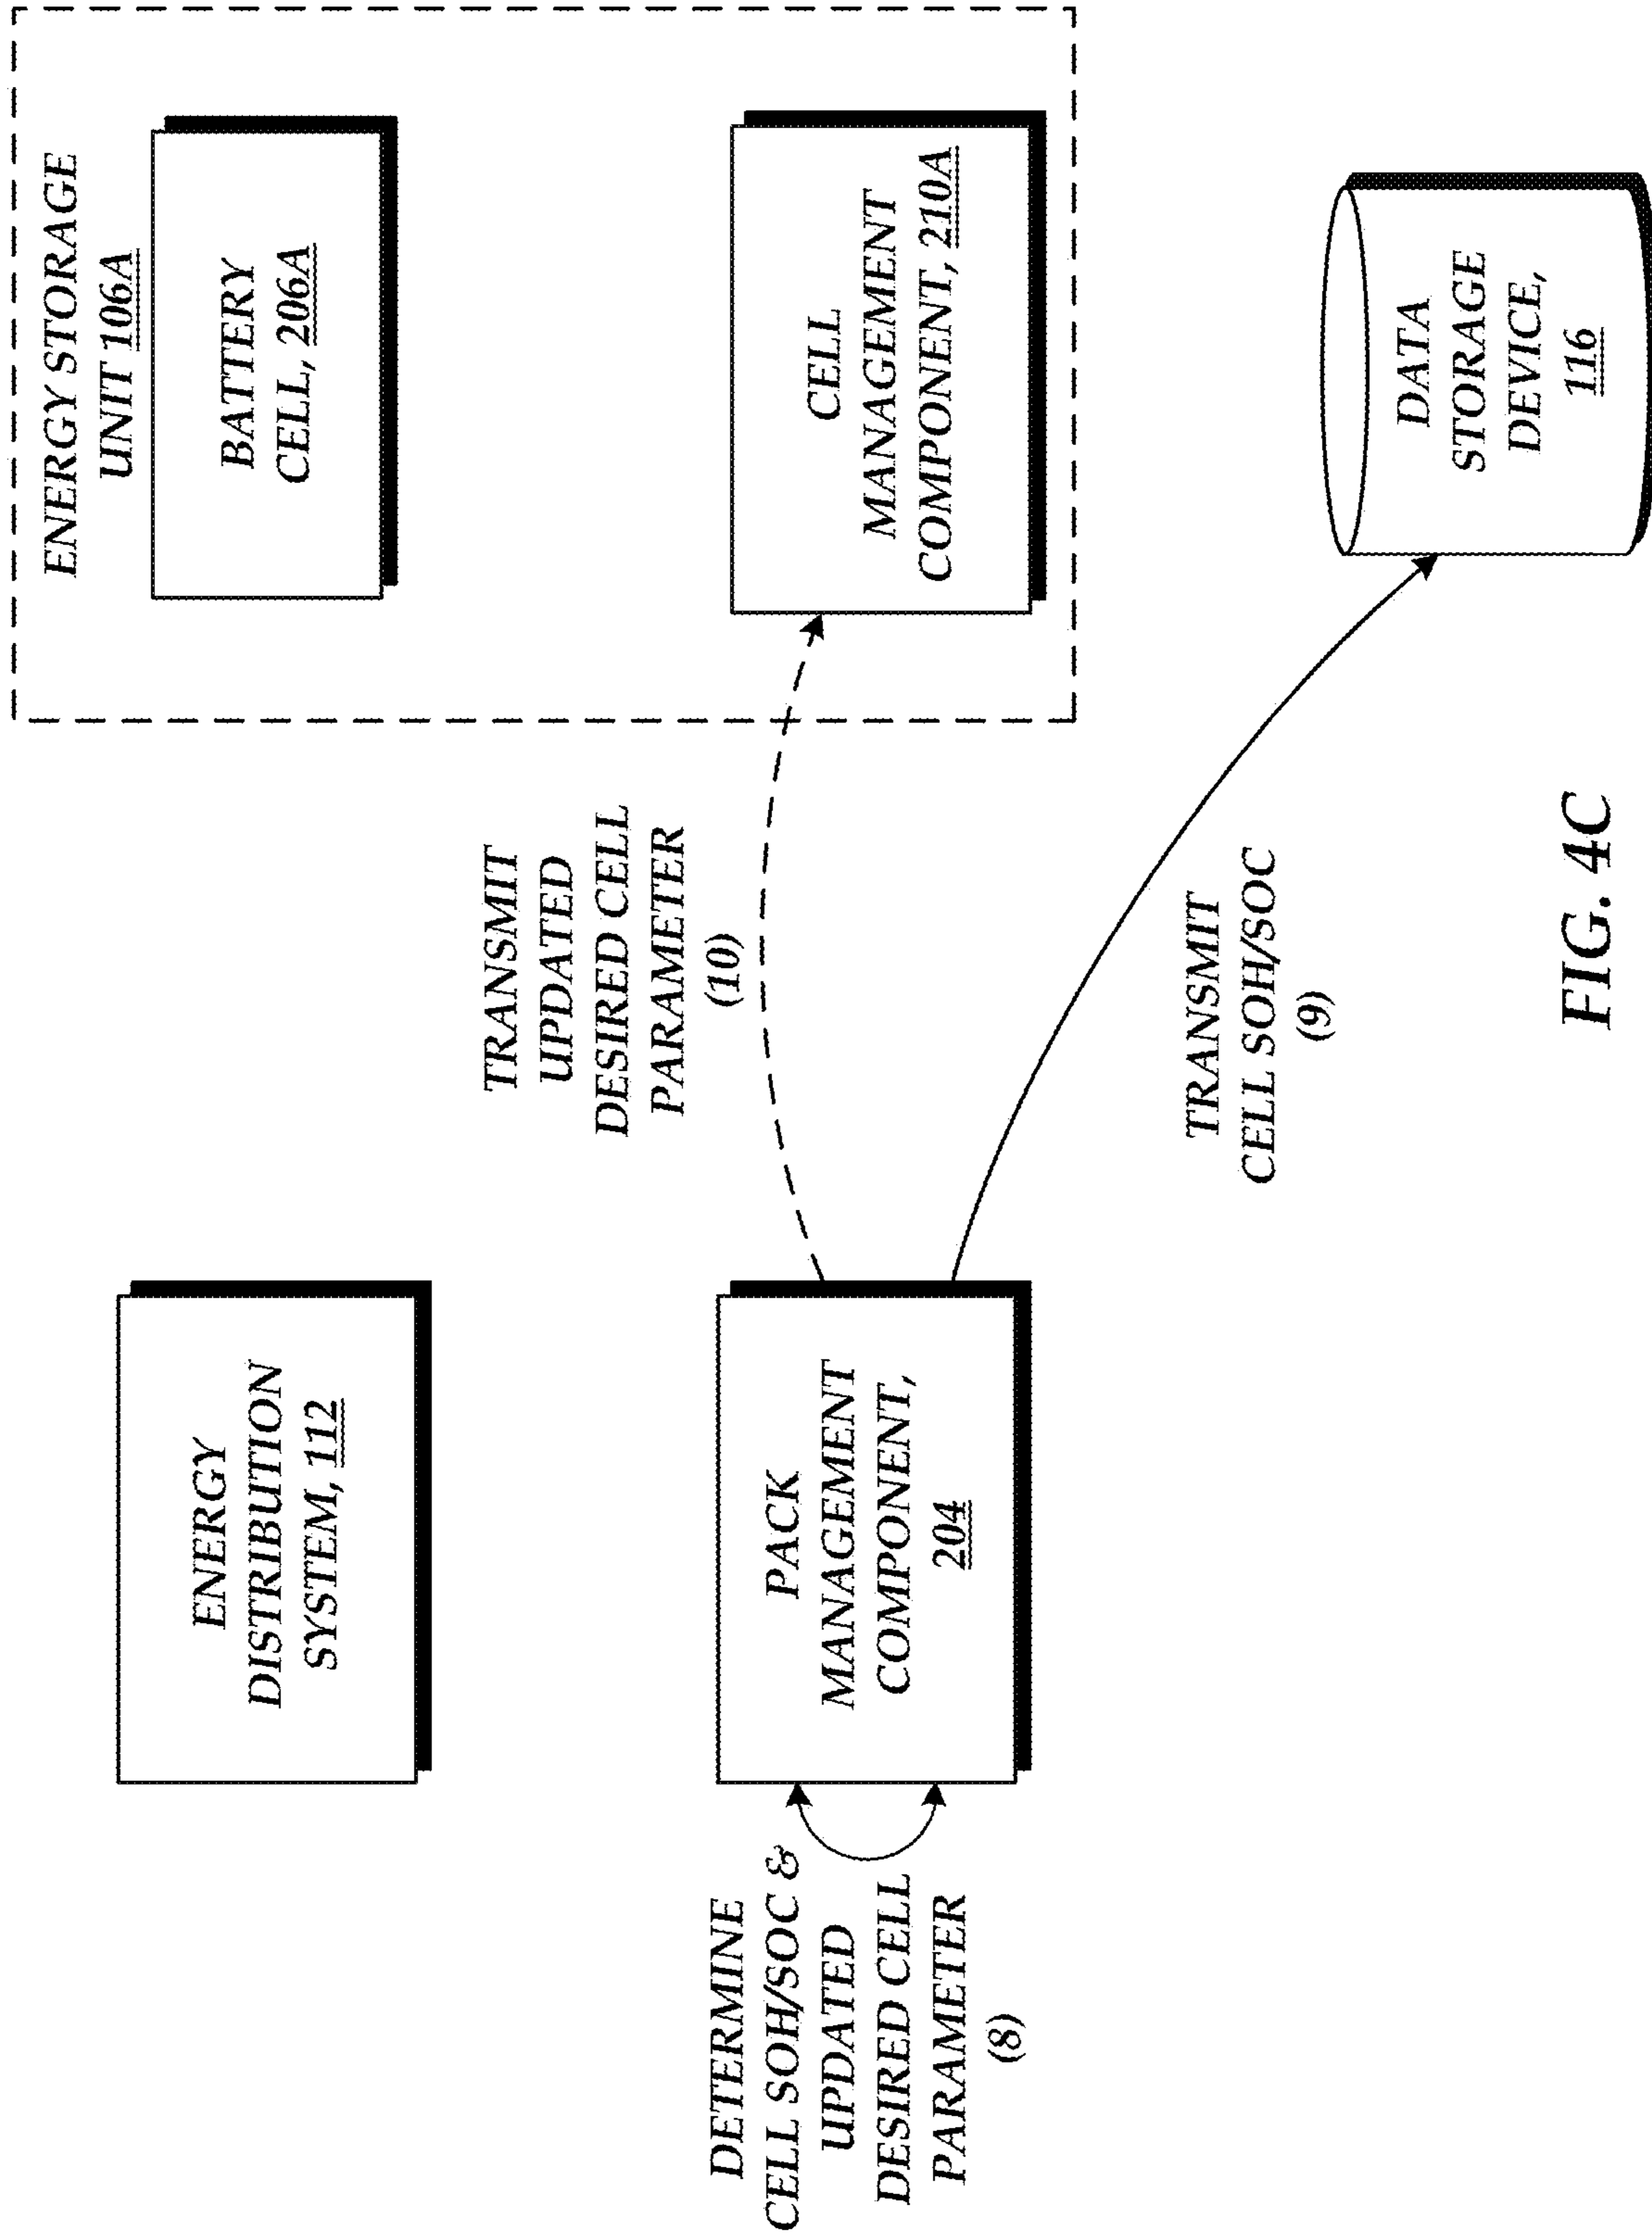 ENERGY STORAGE
UNIT 106A
ENERGY
DISTRIBUTION
SYSTEM, 112
BATTERY
CELL, 206A
TRANSMIT
UPDATED
DESIRED CELL
PARAMETER
(10)
DETERMINE
CELL SOH/SOC &
UPDATED
DESIRED CELL
PARAMETER
(8)
PACK
MANAGEMENT
COMPONENT,
204
CELL
MANAGEMENT
COMPONENT, 210A
TRANSMIT
CELL SOH/SOC
(9)
DATA
STORAGE
DEVICE,
116
FIG. 4C